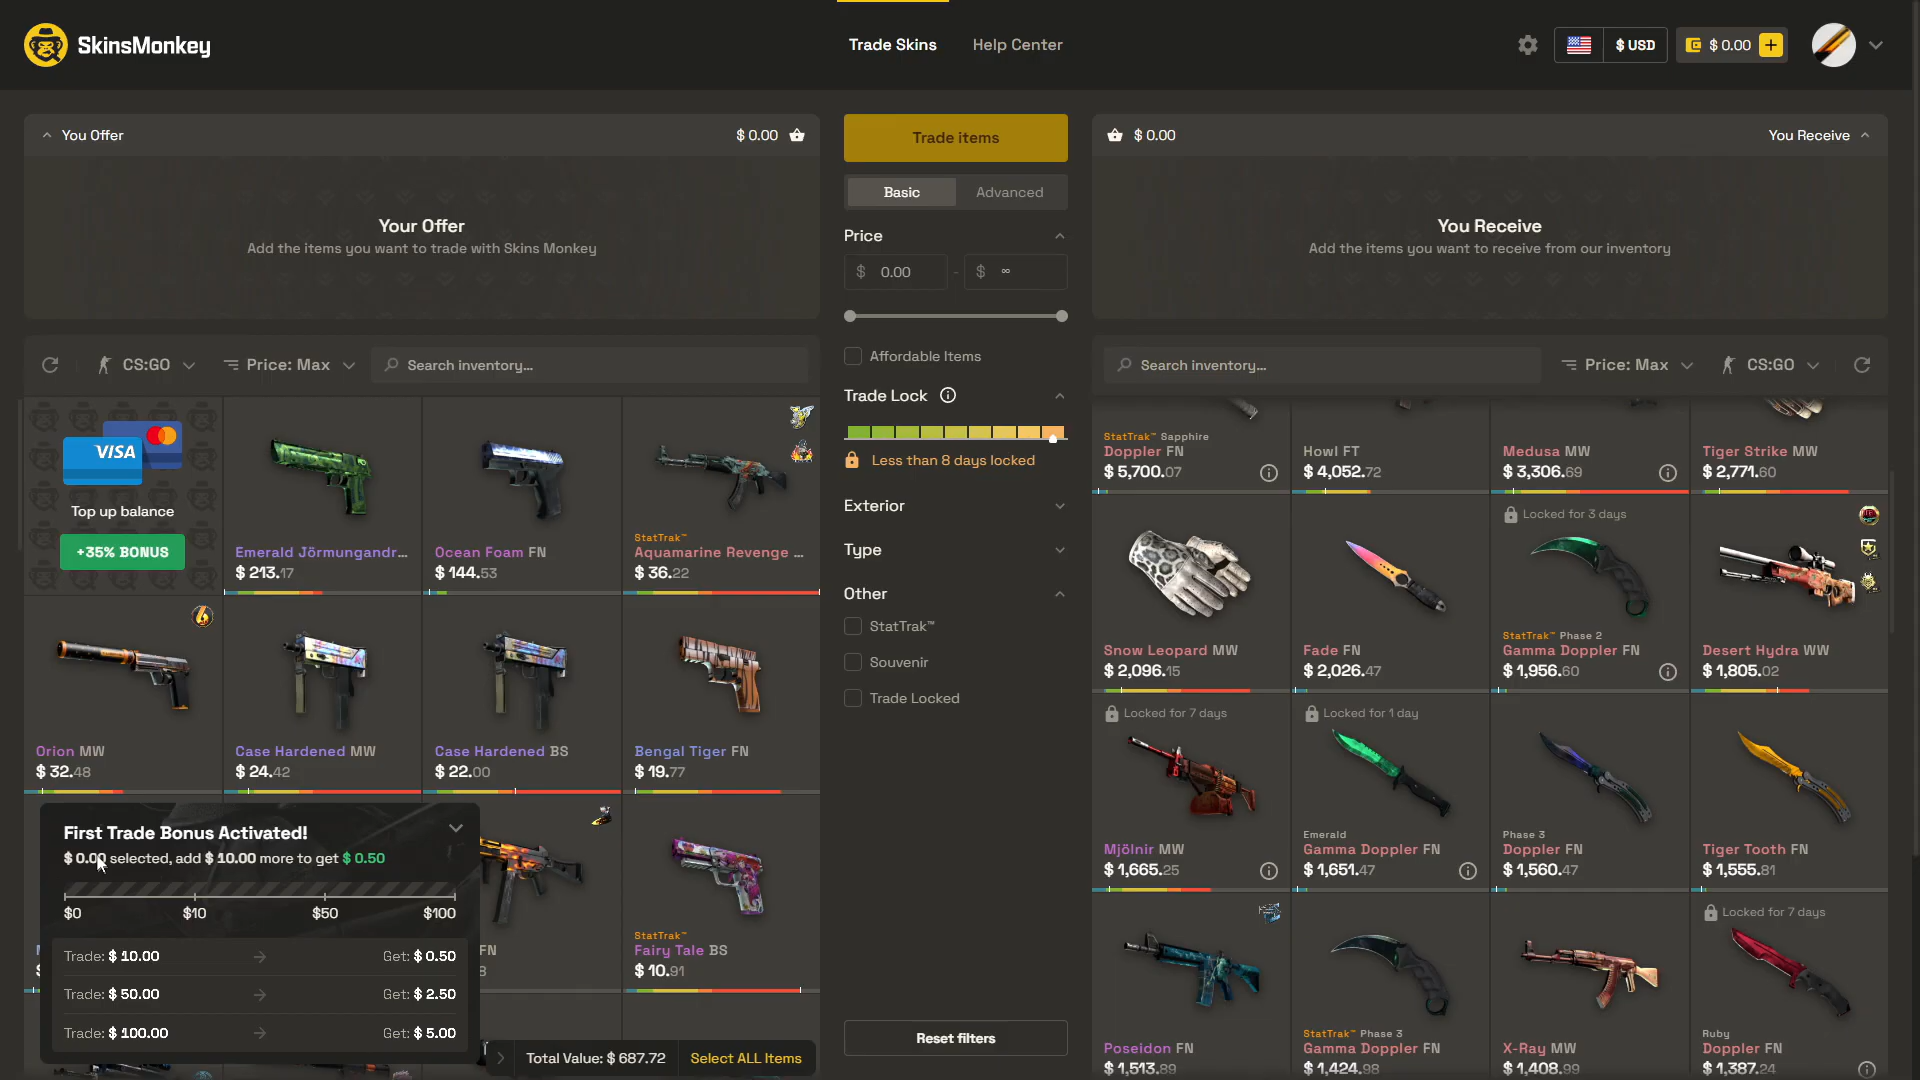 SkinsMonkey
Trade Skins
Help Center
$ USD
$ 0.00
You Offer
$ 0.00
Your Offer
Add the items you want to trade with Skins Monkey
CS:GO
Price: Max
Search inventory...
VISA
Top up balance
+35% BONUS
Emerald Jörmungandr...
$ 213.17
Ocean Foam FN
$ 144.53
StatTrak™
Aquamarine Revenge ...
$ 36.22
Orion MW
$ 32.48
Case Hardened MW
$ 24.42
Case Hardened BS
$ 22.00
Bengal Tiger FN
$ 19.77
First Trade Bonus Activated!
$ 0.00 selected, add $ 10.00 more to get $ 0.50
$0
$10
$50
$100
Trade: $ 10.00
Get: $ 0.50
Trade: $ 50.00
Get: $ 2.50
Trade: $ 100.00
Get: $ 5.00
FN
StatTrak™
Fairy Tale BS
$ 10.91
Total Value: $ 687.72
Select ALL Items
Trade items
Basic
Advanced
Price
$ 0.00
-
$ ∞
Affordable Items
Trade Lock
Less than 8 days locked
Exterior
Type
Other
StatTrak™
Souvenir
Trade Locked
Reset filters
$ 0.00
You Receive
You Receive
Add the items you want to receive from our inventory
Search inventory...
Price: Max
CS:GO
StatTrak™ Sapphire
Doppler FN
$ 5,700.07
Howl FT
$ 4,052.72
Medusa MW
$ 3,306.69
Tiger Strike MW
$ 2,771.60
Snow Leopard MW
$ 2,096.15
Fade FN
$ 2,026.47
Locked for 3 days
StatTrak™ Phase 2
Gamma Doppler FN
$ 1,956.60
Desert Hydra WW
$ 1,805.02
Locked for 7 days
Mjölnir MW
$ 1,665.25
Locked for 1 day
Emerald
Gamma Doppler FN
$ 1,651.47
Phase 3
Doppler FN
$ 1,560.47
Tiger Tooth FN
$ 1,555.81
Poseidon FN
$ 1,513.89
StatTrak™ Phase 3
Gamma Doppler FN
$ 1,424.98
X-Ray MW
$ 1,408.99
Locked for 7 days
Ruby
Doppler FN
$ 1,387.24